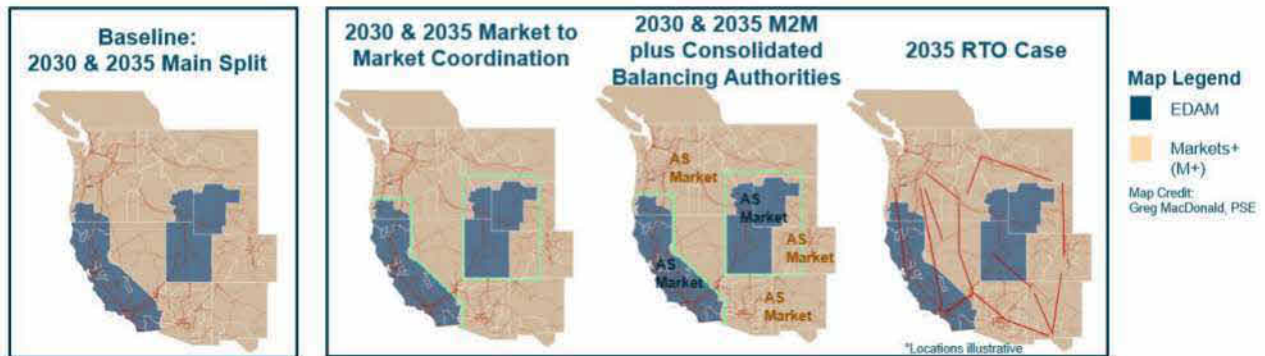 Baseline:
2030 & 2035 Main Split
2030 & 2035 Market to
Market Coordination
2030 & 2035 M2M
plus Consolidated
Balancing Authorities
AS
Market
AS
Market
AS
Market
AS
Market
AS
Market
2035 RTO Case
*Locations illustrative
Map Legend
EDAM
Markets+
(M+)
Map Credit:
Greg MacDonald, PSE